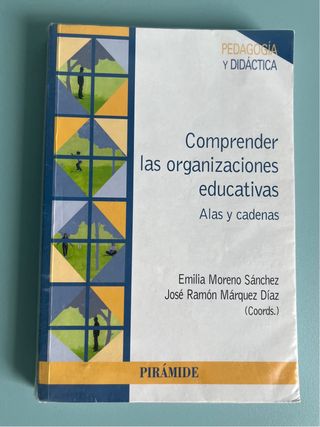 PEDAGOGÍA
Y DIDÁCTICA
Comprender
las organizaciones
educativas
Alas y cadenas
Emilia Moreno Sánchez
José Ramón Márquez Díaz
(Coords.)
PIRÁMIDE